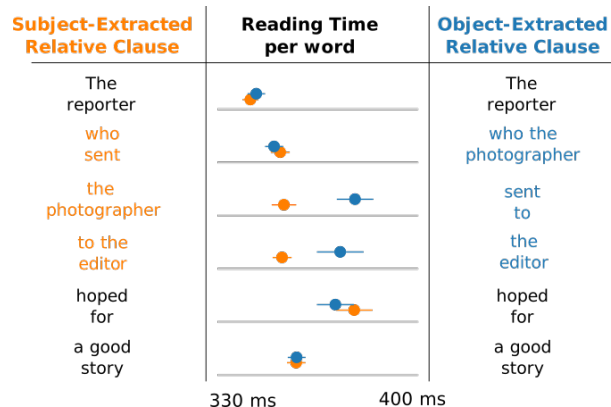 Subject-Extracted
Relative Clause
Reading Time
per word
Object-Extracted
Relative Clause
The
reporter
The
reporter
who
sent
who the
photographer
the
photographer
sent
to
to the
editor
the
editor
hoped
for
hoped
for
a good
story
a good
story
330 ms
400 ms